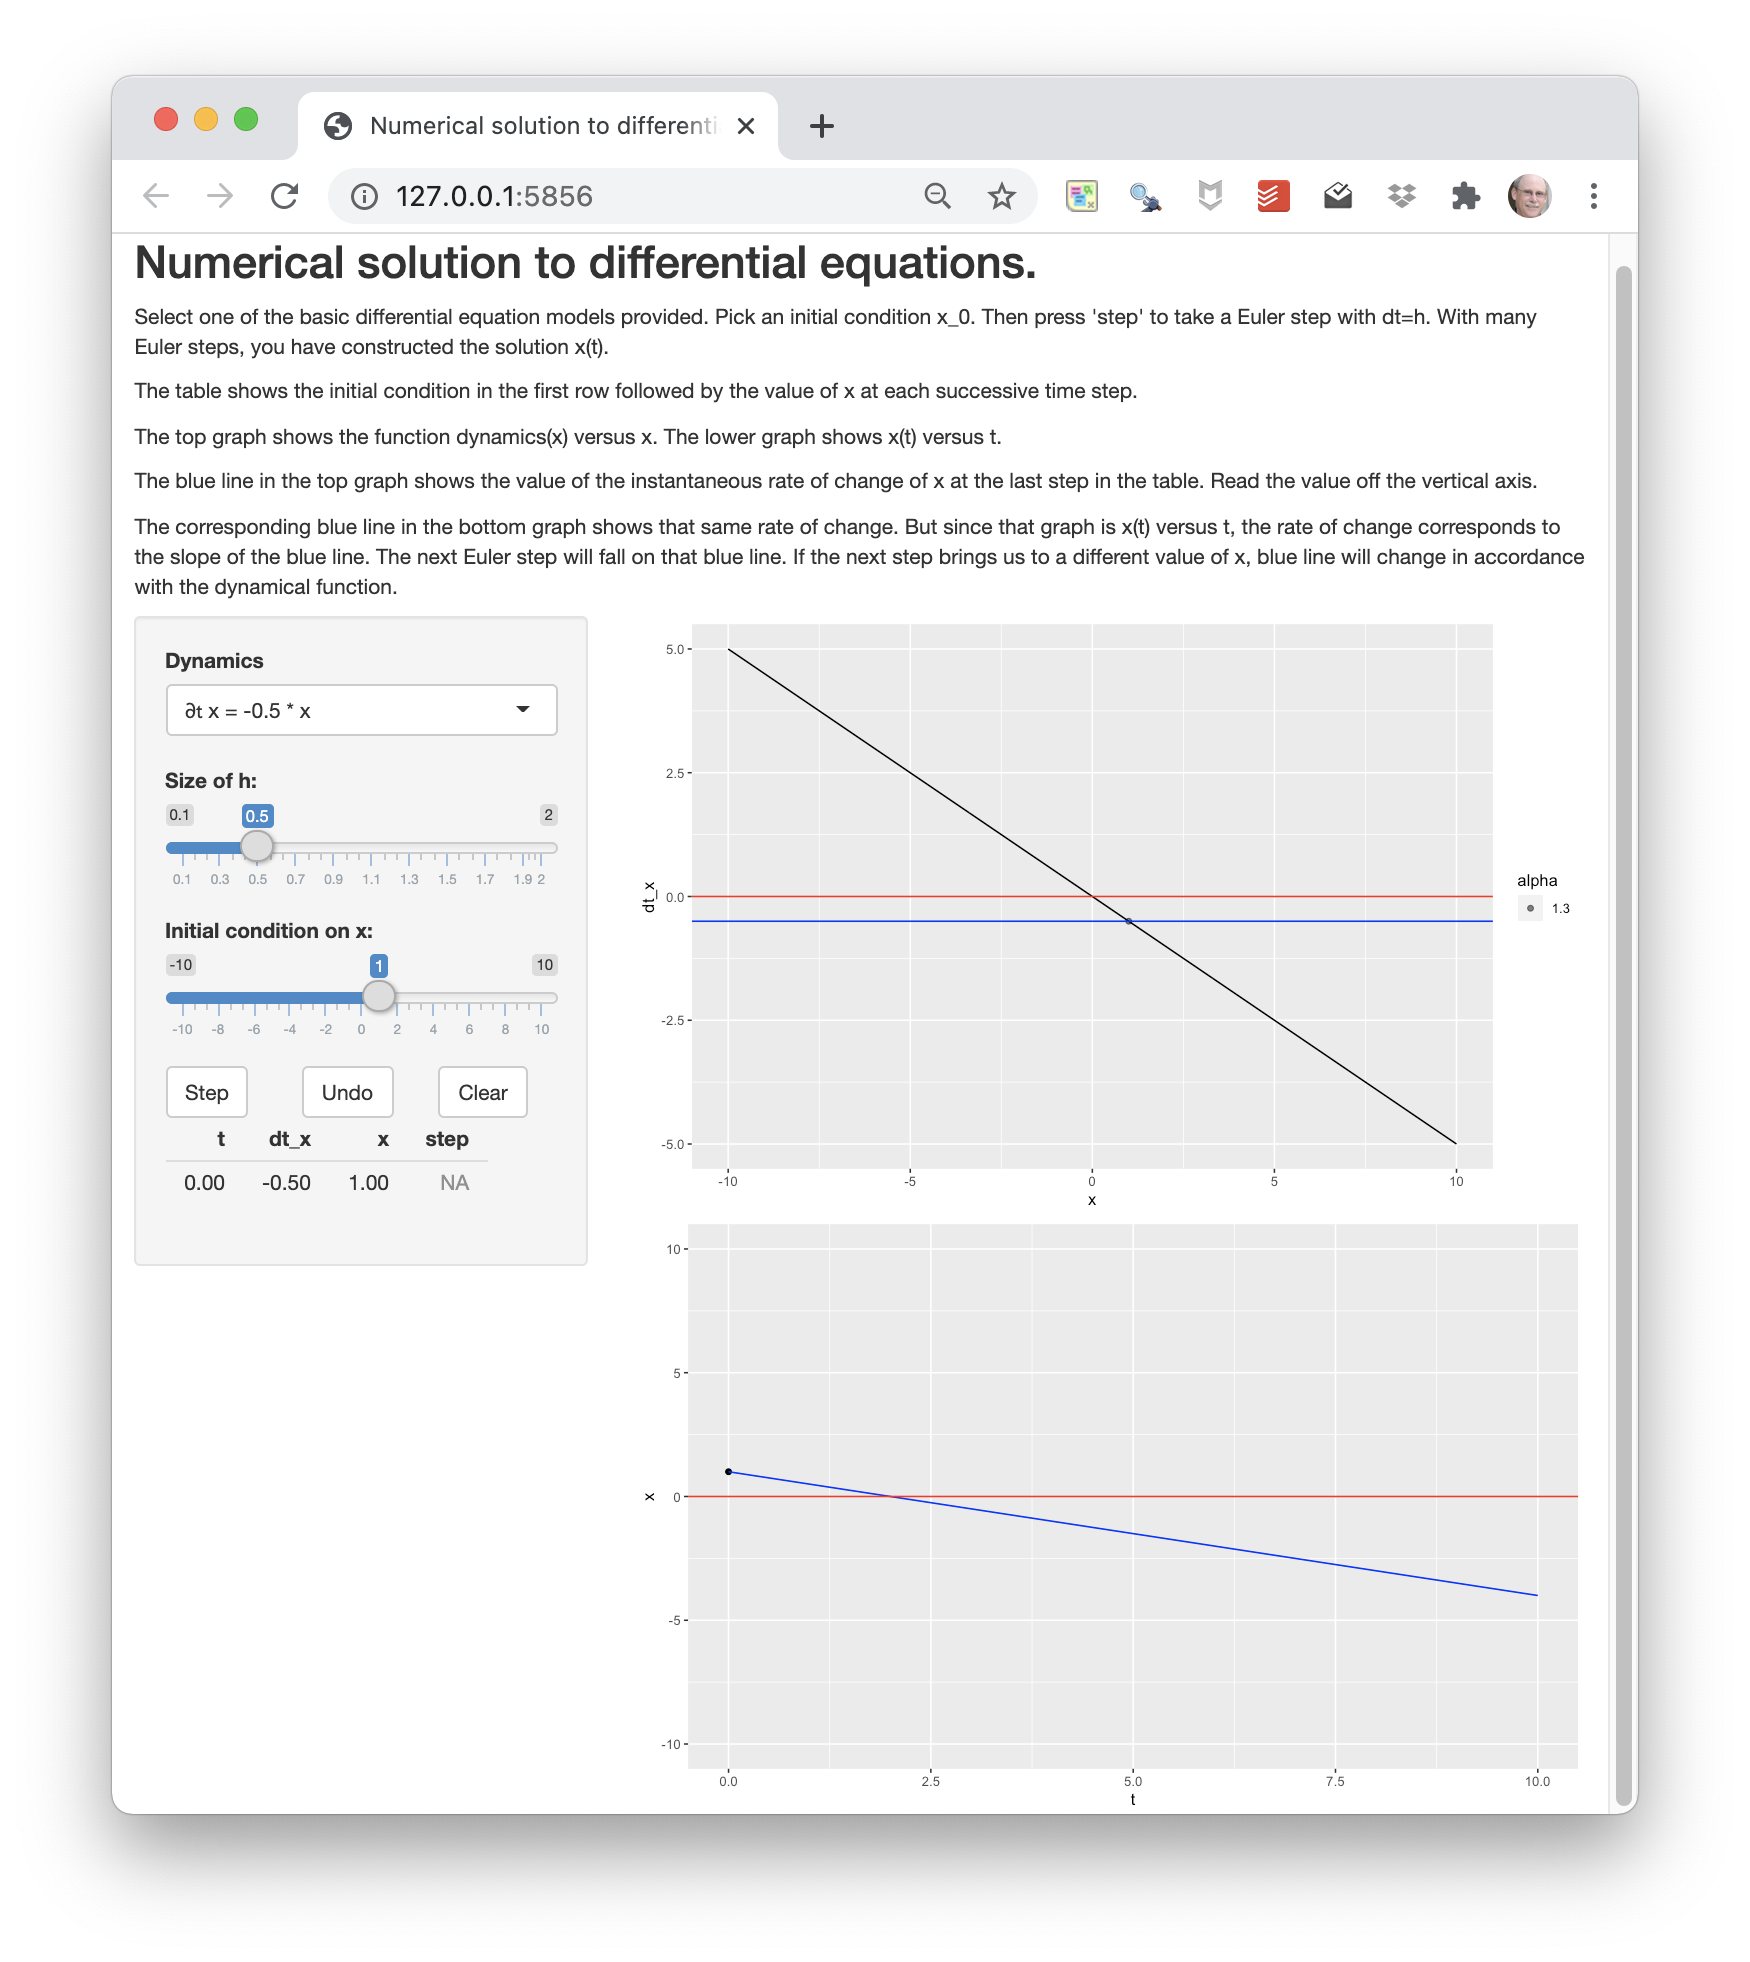 Numerical solution to differenti
127.0.0.1:5856
Numerical solution to differential equations.
Select one of the basic differential equation models provided. Pick an initial condition x_0. Then press 'step' to take a Euler step with dt=h. With many
Euler steps, you have constructed the solution x(t).
The table shows the initial condition in the first row followed by the value of x at each successive time step.
The top graph shows the function dynamics(x) versus x. The lower graph shows x(t) versus t.
The blue line in the top graph shows the value of the instantaneous rate of change of x at the last step in the table. Read the value off the vertical axis.
The corresponding blue line in the bottom graph shows that same rate of change. But since that graph is x(t) versus t, the rate of change corresponds to
the slope of the blue line. The next Euler step will fall on that blue line. If the next step brings us to a different value of x, blue line will change in accordance
with the dynamical function.
Dynamics
∂t x = -0.5 * x
Size of h:
0.1 0.5 2
0.1 0.3 0.5 0.7 0.9 1.1 1.3 1.5 1.7 1.9 2
Initial condition on x:
-10 1 10
-10 -8 -6 -4 -2 0 2 4 6 8 10
Step Undo Clear
t dt_x x step
0.00 -0.50 1.00 NA
5.0
2.5
0.0
-2.5
-5.0
dt_x
-10 -5 0 5 10
x
alpha
1.3
10
5
0
-5
-10
x
0.0 2.5 5.0 7.5 10.0
t